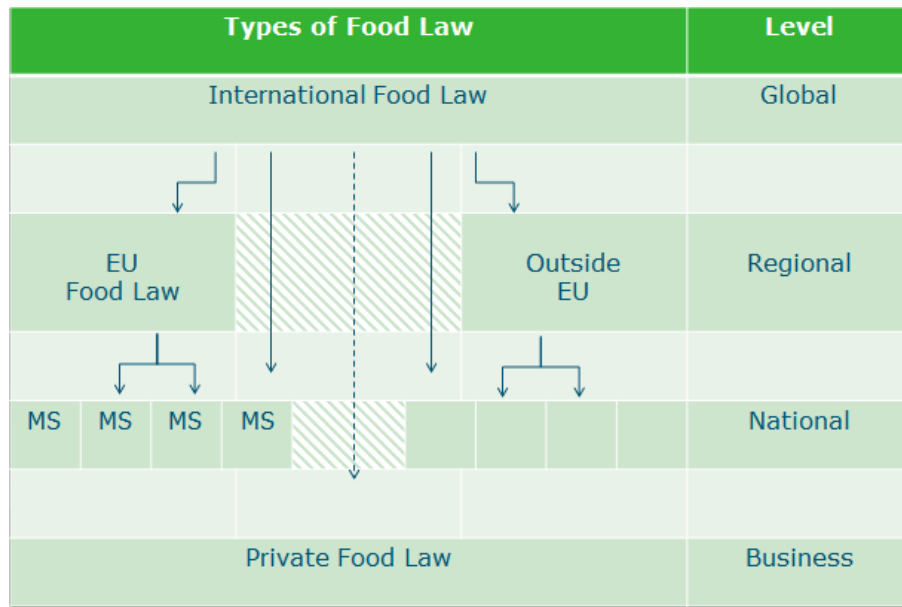 Types of Food Law Level
International Food Law Global
EU
Food Law
Outside
EU
Regional
MS MS MS MS National
Private Food Law Business